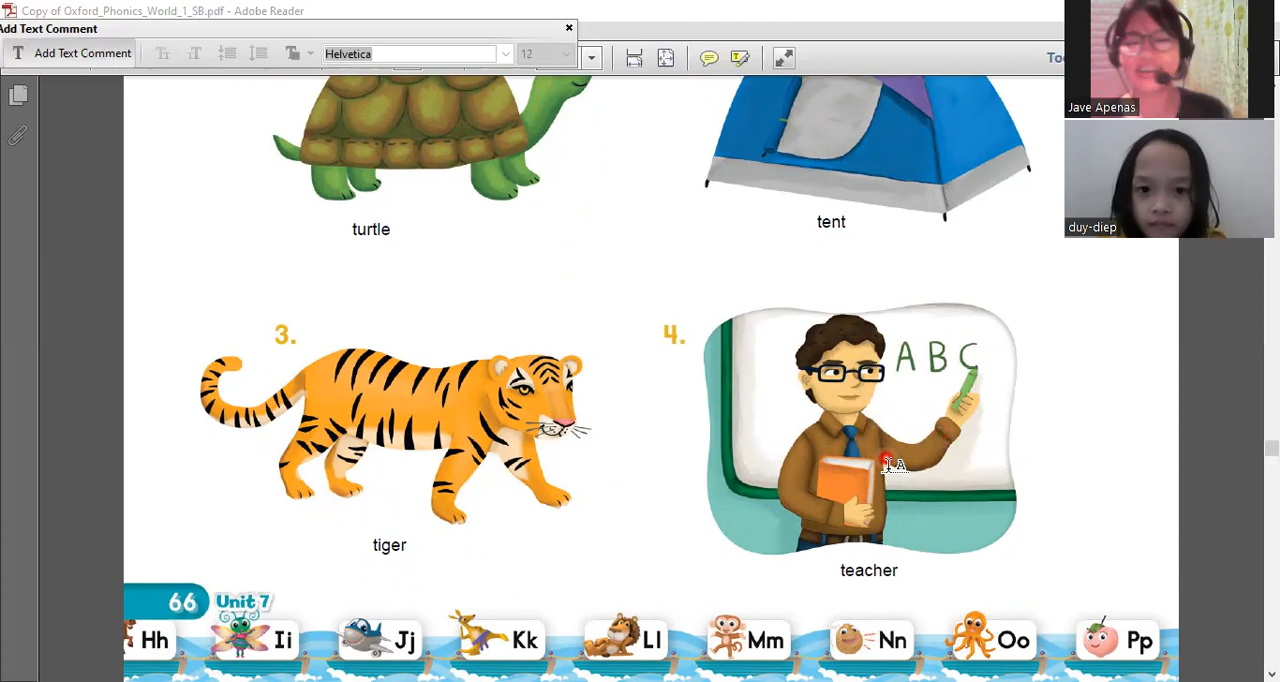 Copy of Oxford_Phonics_World_1_SB.pdf - Adobe Reader
Add Text Comment
Add Text Comment
Helvetica
12
Jave Apenas
duy-diep
turtle
tent
3.
4.
A B C
tiger
teacher
66 Unit 7
Hh Ii Jj Kk Ll Mm Nn Oo Pp